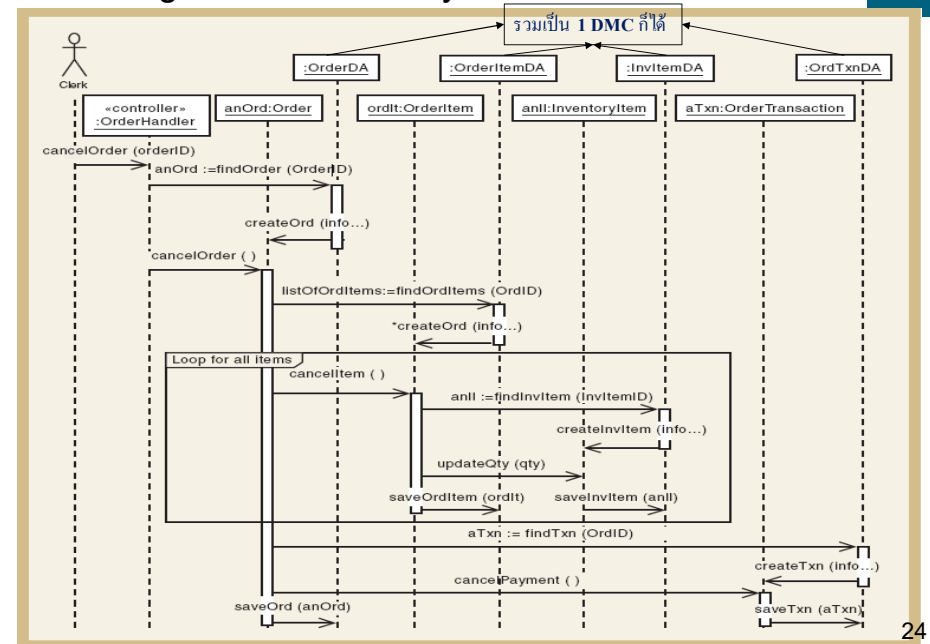 รวมเป็น 1 DMC ก็ได้
:OrderDA
:OrderItemDA
:InvItemDA
:OrdTxnDA
Clerk
«controller»
:OrderHandler
anOrd:Order
ordIt:OrderItem
anII:InventoryItem
aTxn:OrderTransaction
cancelOrder (orderID)
anOrd :=findOrder (OrderID)
createOrd (info...)
cancelOrder ( )
listOfOrdItems:=findOrdItems (OrdID)
*createOrd (info...)
Loop for all items
cancelItem ( )
anII :=findInvItem (InvItemID)
createInvItem (info...)
updateQty (qty)
saveOrdItem (ordIt)
saveInvItem (anII)
aTxn := findTxn (OrdID)
createTxn (info...)
cancelPayment ( )
saveOrd (anOrd)
saveTxn (aTxn)
24